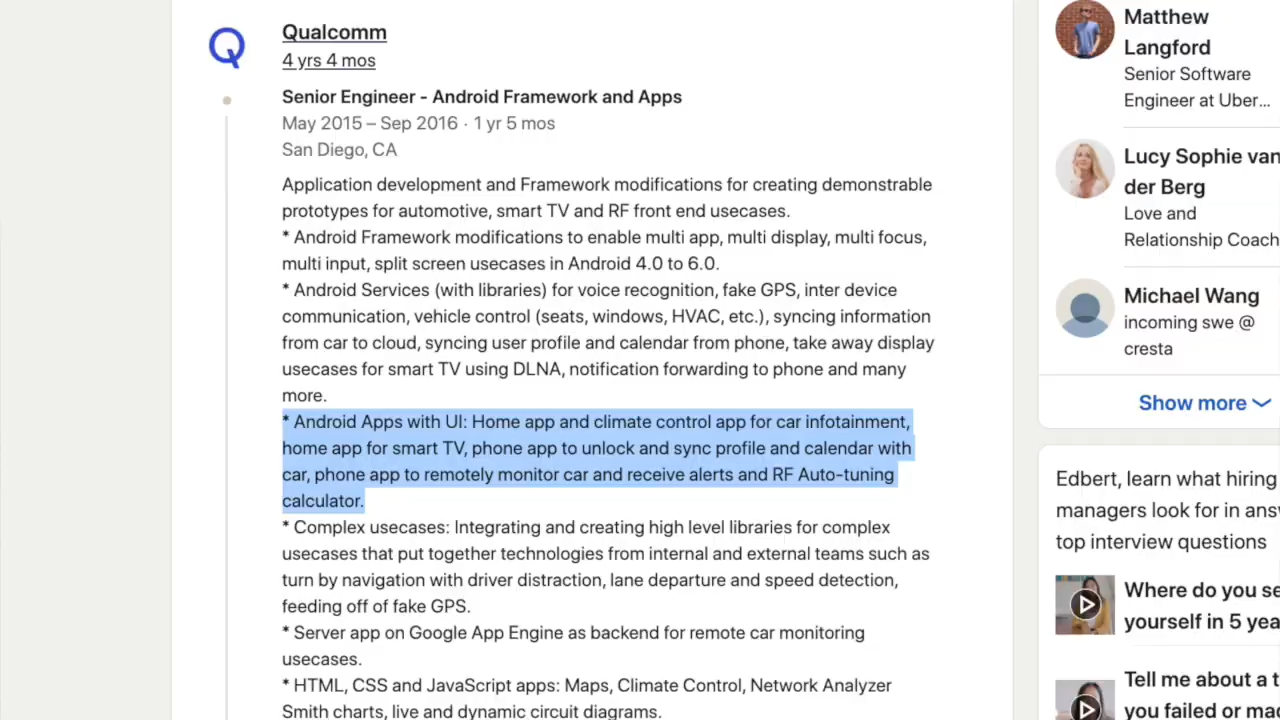 Qualcomm
4 yrs 4 mos
Senior Engineer - Android Framework and Apps
May 2015 – Sep 2016 · 1 yr 5 mos
San Diego, CA
Application development and Framework modifications for creating demonstrable
prototypes for automotive, smart TV and RF front end usecases.
* Android Framework modifications to enable multi app, multi display, multi focus,
multi input, split screen usecases in Android 4.0 to 6.0.
* Android Services (with libraries) for voice recognition, fake GPS, inter device
communication, vehicle control (seats, windows, HVAC, etc.), syncing information
from car to cloud, syncing user profile and calendar from phone, take away display
usecases for smart TV using DLNA, notification forwarding to phone and many
more.
* Android Apps with UI: Home app and climate control app for car infotainment,
home app for smart TV, phone app to unlock and sync profile and calendar with
car, phone app to remotely monitor car and receive alerts and RF Auto-tuning
calculator.
* Complex usecases: Integrating and creating high level libraries for complex
usecases that put together technologies from internal and external teams such as
turn by navigation with driver distraction, lane departure and speed detection,
feeding off of fake GPS.
* Server app on Google App Engine as backend for remote car monitoring
usecases.
* HTML, CSS and JavaScript apps: Maps, Climate Control, Network Analyzer
Smith charts, live and dynamic circuit diagrams.
Matthew
Langford
Senior Software
Engineer at Uber...
Lucy Sophie van
der Berg
Love and
Relationship Coach
Michael Wang
incoming swe @
cresta
Show more
Edbert, learn what hiring
managers look for in
top interview questions
Where do you
yourself in 5
Tell me about a
you failed or